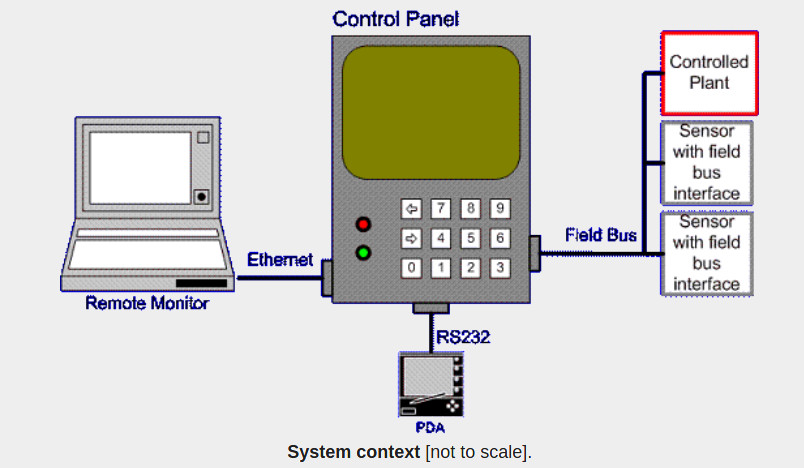 Control Panel
Controlled
Plant
Sensor
with field
bus
interface
Sensor
with field
bus
interface
Field Bus
7 8 9
4 5 6
0 1 2 3
Ethernet
Remote Monitor
RS232
PDA
System context [not to scale].